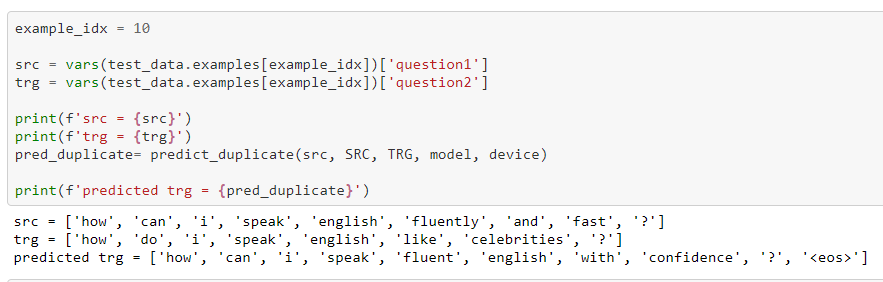 example_idx = 10
src = vars(test_data.examples[example_idx])['question1']
trg = vars(test_data.examples[example_idx])['question2']
print(f'src = {src}')
print(f'trg = {trg}')
pred_duplicate= predict_duplicate(src, SRC, TRG, model, device)
print(f'predicted trg = {pred_duplicate}')
src = ['how', 'can', 'i', 'speak', 'english', 'fluently', 'and', 'fast', '?']
trg = ['how', 'do', 'i', 'speak', 'english', 'like', 'celebrities', '?']
predicted trg = ['how', 'can', 'i', 'speak', 'fluent', 'english', 'with', 'confidence', '?', '<eos>']